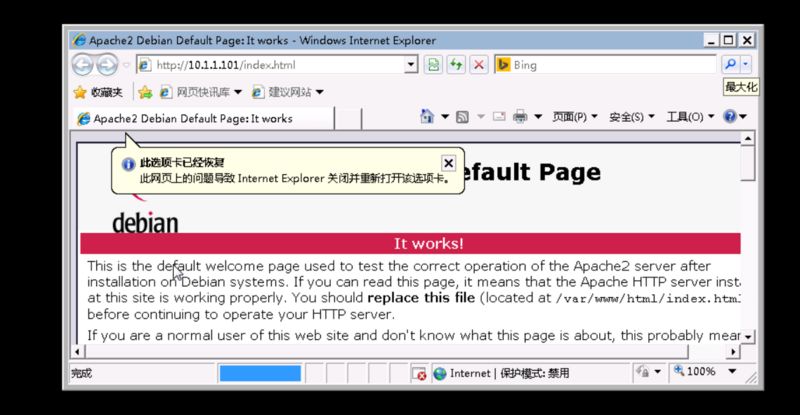 Apache2 Debian Default Page: It works - Windows Internet Explorer
http://10.1.1.101/index.html
Bing
最大化
收藏夹
网页快讯库
建议网站
Apache2 Debian Default Page: It works
页面(P)
安全(S)
工具(O)
此选项卡已经恢复
此网页上的问题导致 Internet Explorer 关闭并重新打开该选项卡。
efault Page
debian
It works!
This is the default welcome page used to test the correct operation of the Apache2 server after
installation on Debian systems. If you can read this page, it means that the Apache HTTP server inst
at this site is working properly. You should replace this file (located at /var/www/html/index.html
before continuing to operate your HTTP server.
If you are a normal user of this web site and don't know what this page is about, this probably mear
完成
Internet | 保护模式: 禁用
100%